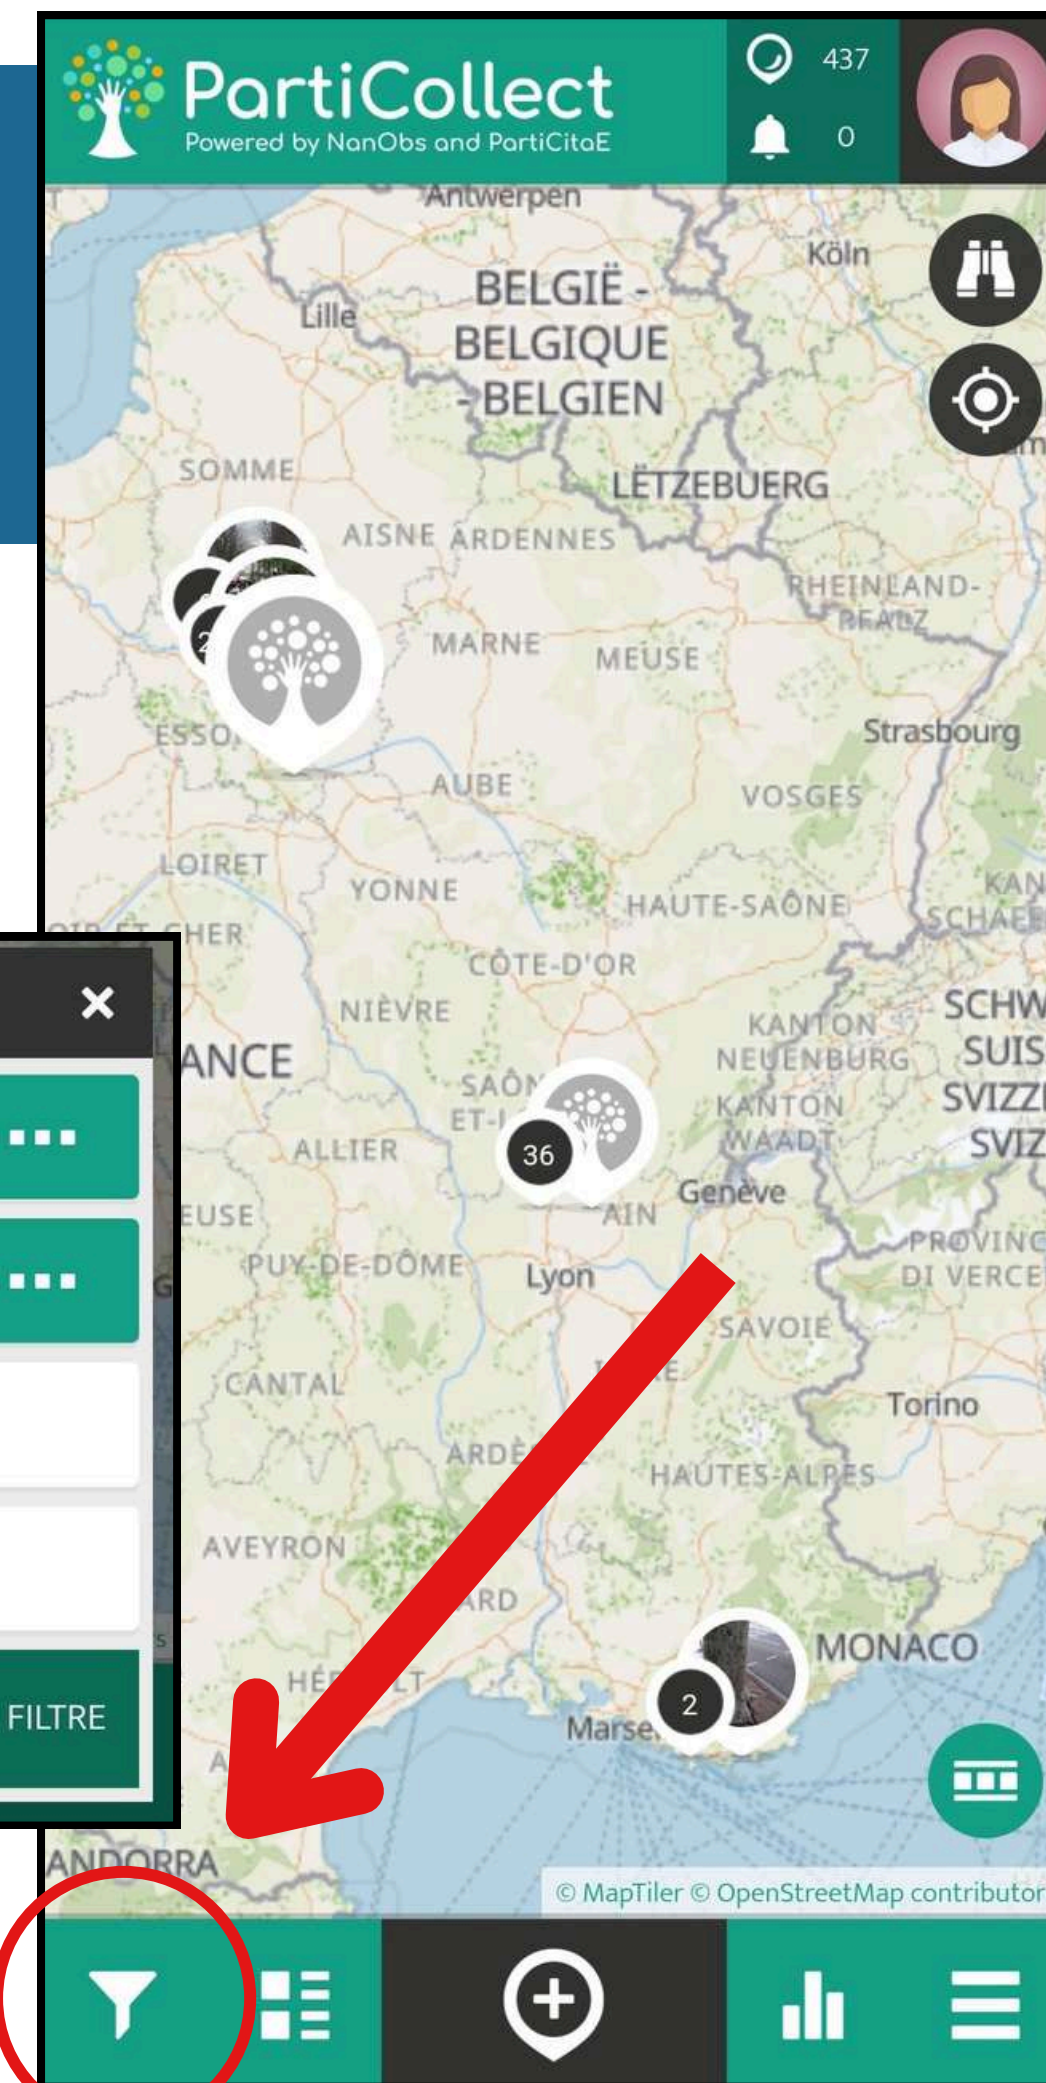 PartiCollect
Powered by NanObs and PartiCitaE
437
0
Antwerpen
Köln
BELGIË -
BELGIQUE
- BELGIEN
Lille
SOMME
LËTZEBUERG
AISNE
ARDENNES
RHEINLAND-
PFALZ
2
MARNE
MEUSE
Strasbourg
AUBE
VOSGES
LOIRET
YONNE
HAUTE-SAÔNE
CÔTE-D'OR
NIÈVRE
KANTON
NEUENBURG
KANTON
WAADT
ANCE
ALLIER
36
Genève
AIN
PUY-DE-DÔME
Lyon
SAVOIE
CANTAL
Torino
HAUTES-ALPES
AVEYRON
MONACO
2
FILTRE
ANDORRA
© MapTiler © OpenStreetMap contributor